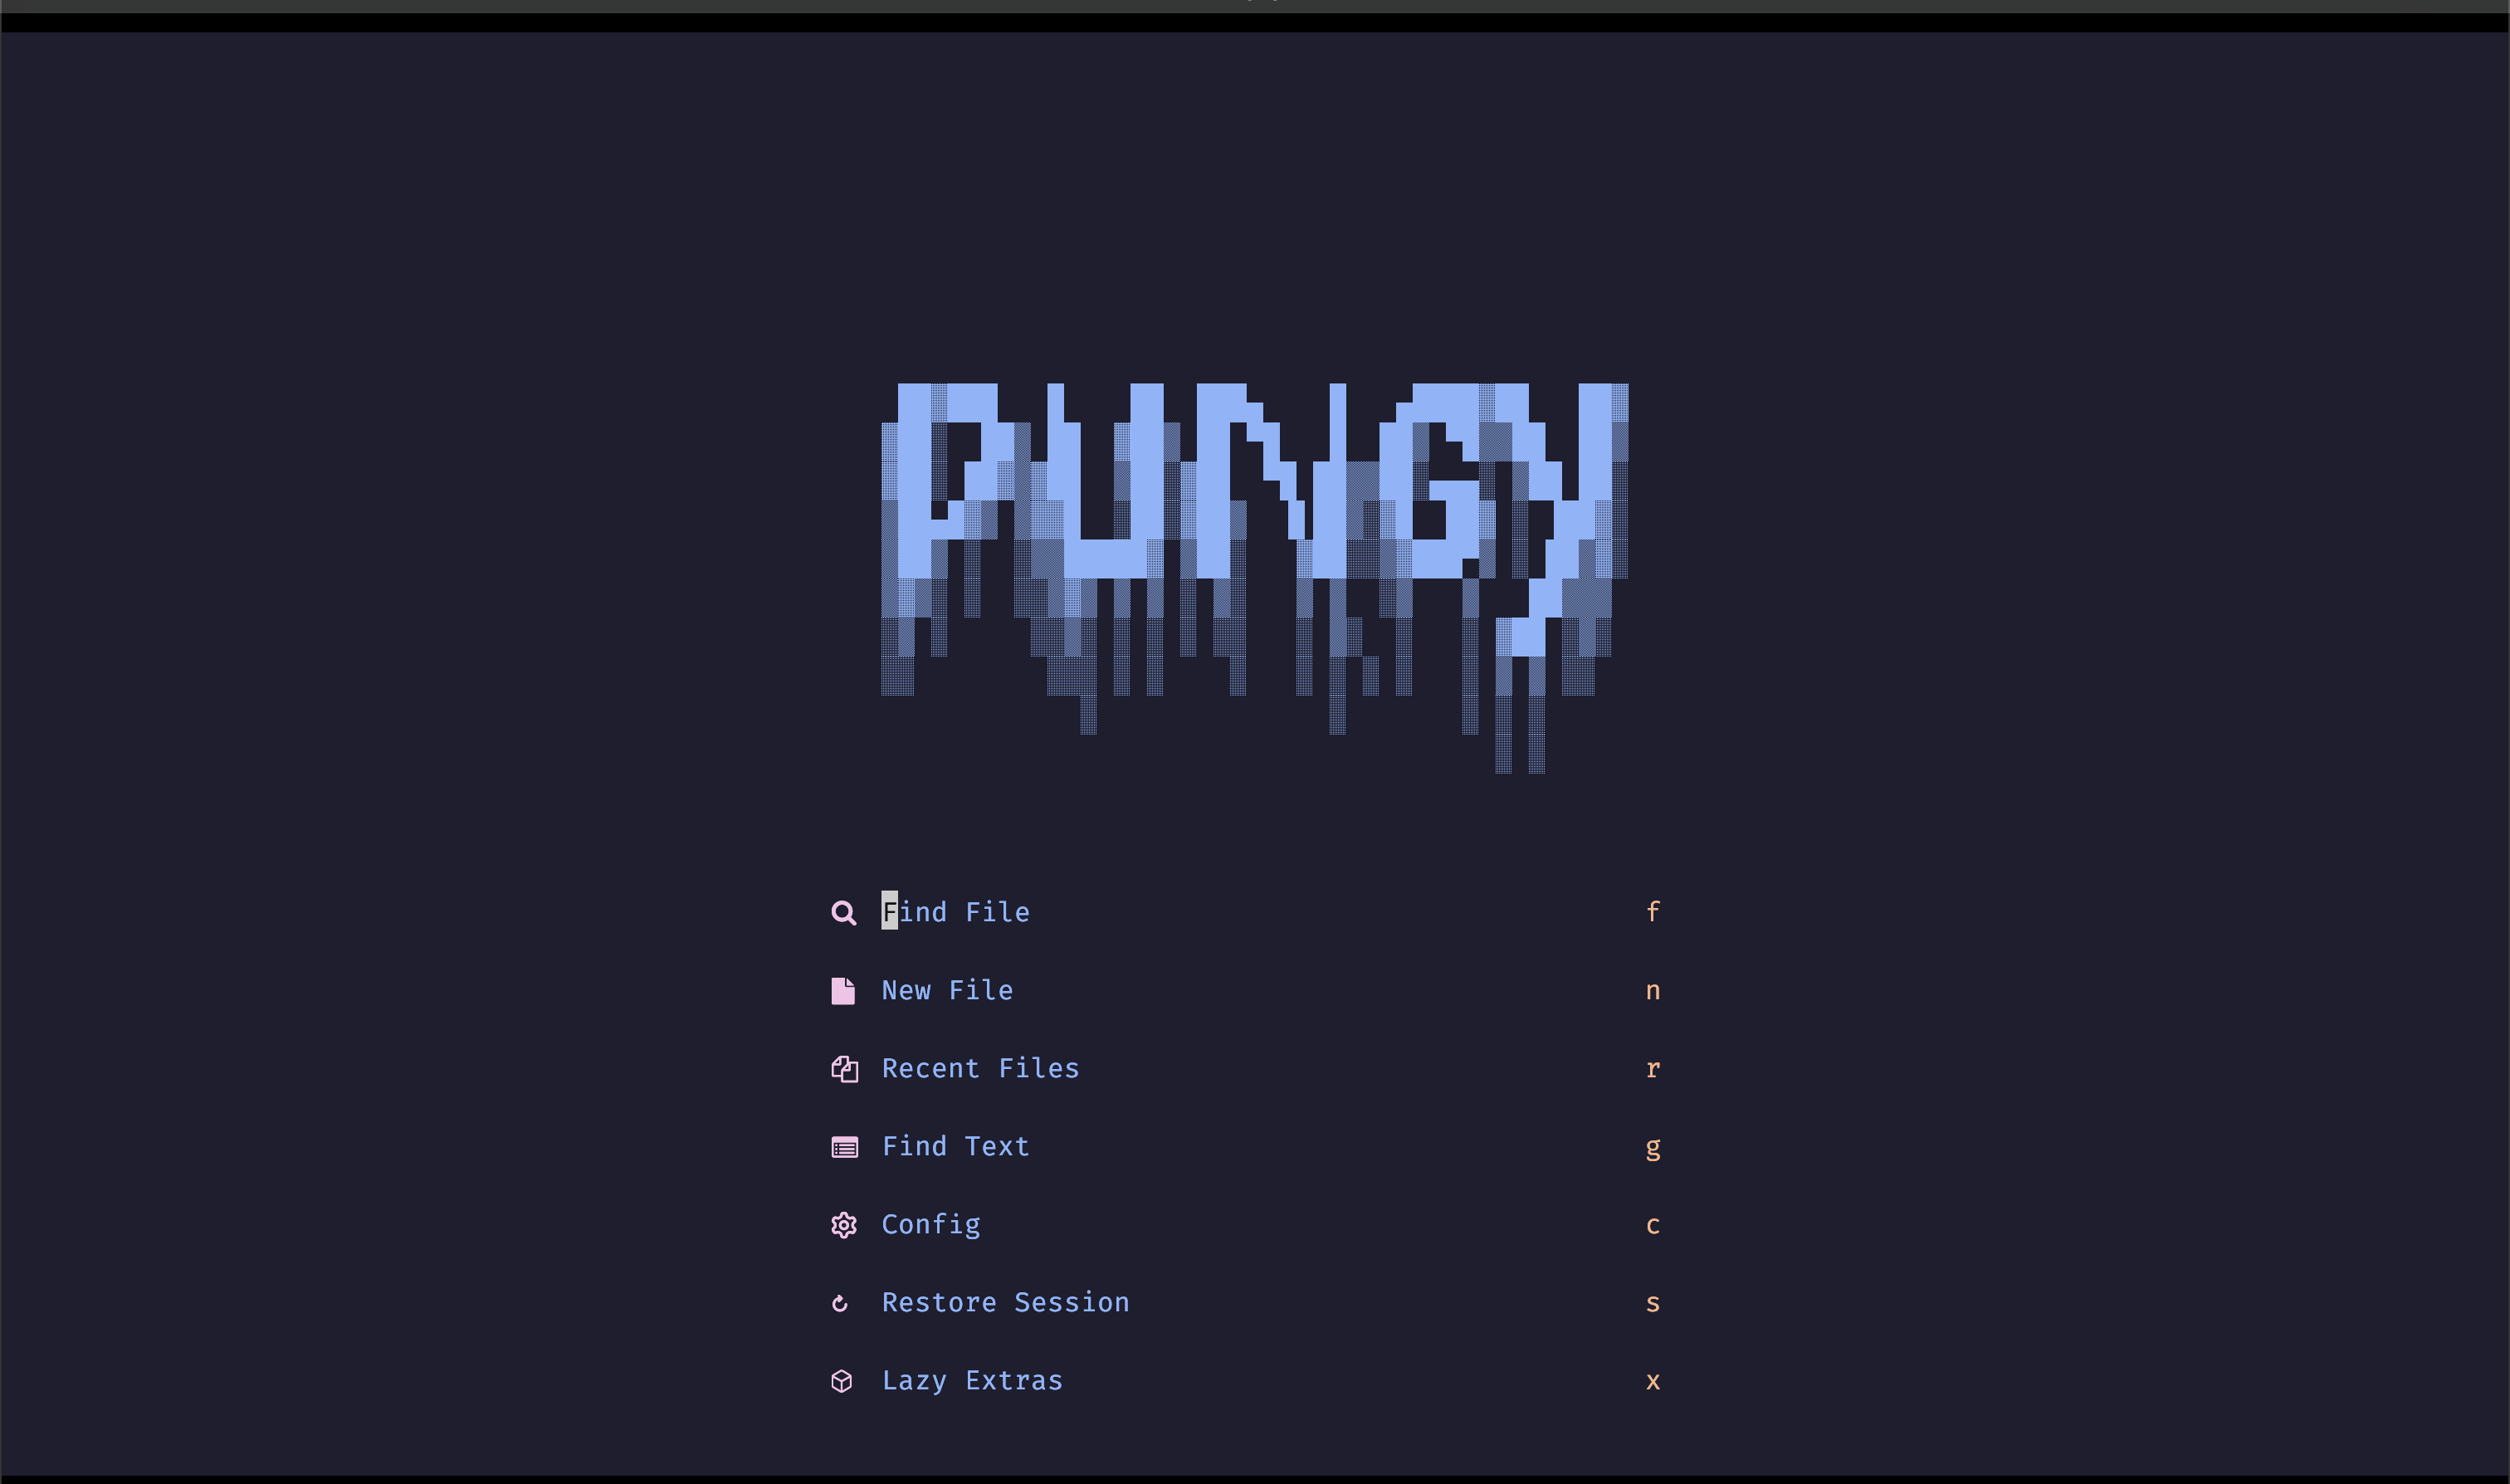 PUNGY
Find File f
New File n
Recent Files r
Find Text g
Config c
Restore Session s
Lazy Extras x